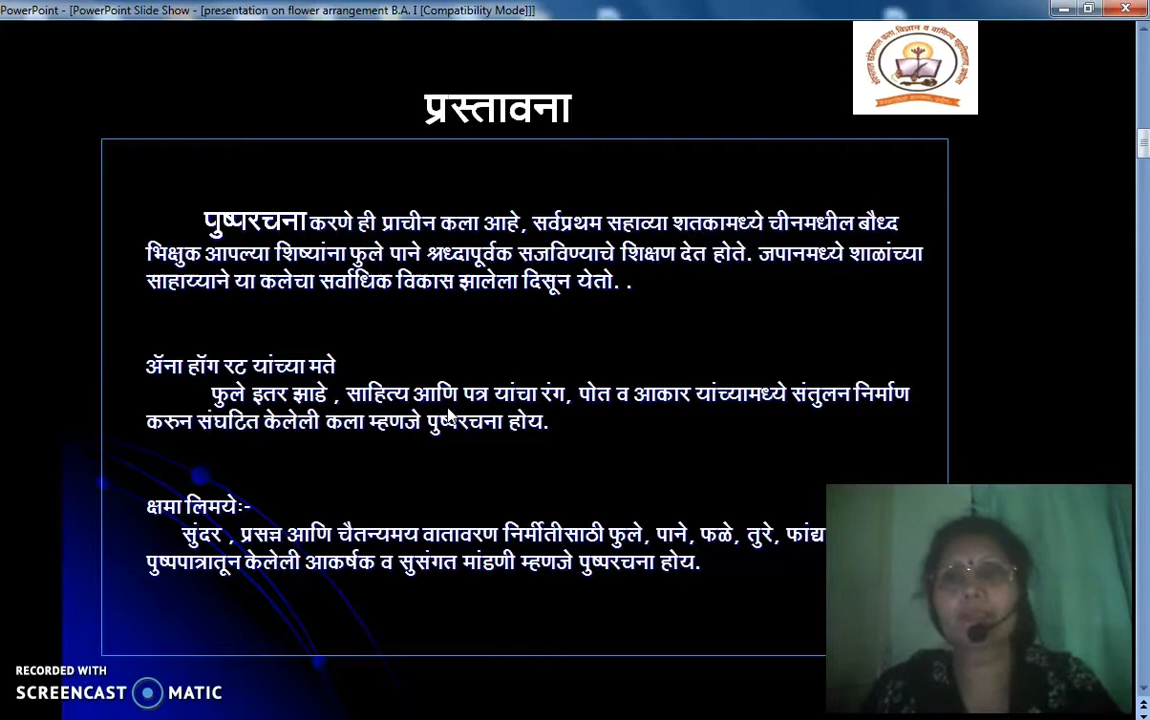 PowerPoint - [PowerPoint Slide Show - [presentation on flower arrangement B.A. I [Compatibility Mode]]]
प्रस्तावना
पुष्परचना करणे ही प्राचीन कला आहे, सर्वप्रथम सहाव्या शतकामध्ये चीनमधील बौध्द
भिक्षुक आपल्या शिष्यांना फुले पाने श्रध्दापूर्वक सजविण्याचे शिक्षण देत होते. जपानमध्ये शाळांच्या
साहाय्याने या कलेचा सर्वाधिक विकास झालेला दिसून येतो. .
ॲना हॉग रट यांच्या मते
फुले इतर झाडे , साहित्य आणि पत्र यांचा रंग, पोत व आकार यांच्यामध्ये संतुलन निर्माण
करुन संघटित केलेली कला म्हणजे पुष्परचना होय.
क्षमा लिमयेः-
सुंदर , प्रसन्न आणि चैतन्यमय वातावरण निर्मीतीसाठी फुले, पाने, फळे, तुरे, फांद्या
पुष्पपात्रातून केलेली आकर्षक व सुसंगत मांडणी म्हणजे पुष्परचना होय.
RECORDED WITH
SCREENCAST MATIC